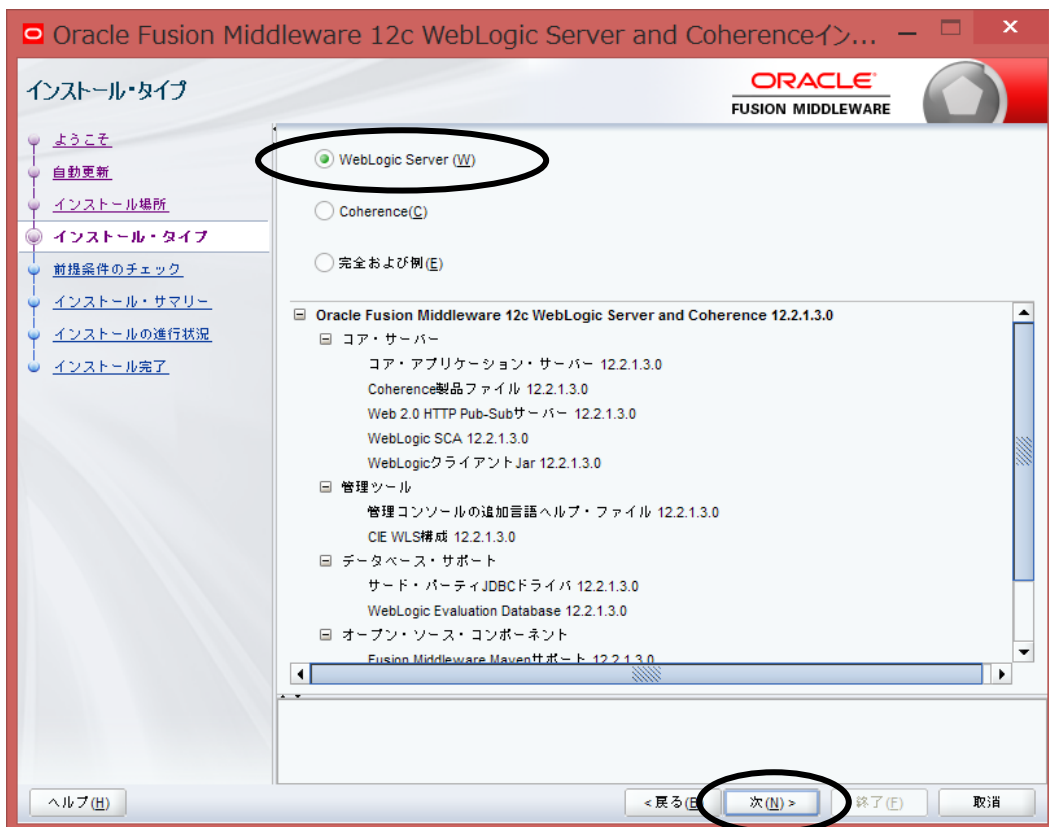 Oracle Fusion Middleware 12c WebLogic Server and Coherenceイン...
インストール・タイプ
ORACLE
FUSION MIDDLEWARE
ようこそ
自動更新
インストール場所
インストール・タイプ
前提条件のチェック
インストール・サマリー
インストールの進行状況
インストール完了
WebLogic Server (W)
Coherence(C)
完全および例(E)
Oracle Fusion Middleware 12c WebLogic Server and Coherence 12.2.1.3.0
コア・サーバー
コア・アプリケーション・サーバー 12.2.1.3.0
Coherence製品ファイル 12.2.1.3.0
Web 2.0 HTTP Pub-Subサーバー 12.2.1.3.0
WebLogic SCA 12.2.1.3.0
WebLogicクライアントJar 12.2.1.3.0
管理ツール
管理コンソールの追加言語ヘルプ・ファイル 12.2.1.3.0
CIE WLS構成 12.2.1.3.0
データベース・サポート
サード・パーティJDBCドライバ 12.2.1.3.0
WebLogic Evaluation Database 12.2.1.3.0
オープン・ソース・コンポーネント
Fusion Middleware Mavenサポート 12.2.1.3.0
ヘルプ(H)
<戻る(B
次(N) >
終了(F)
取消